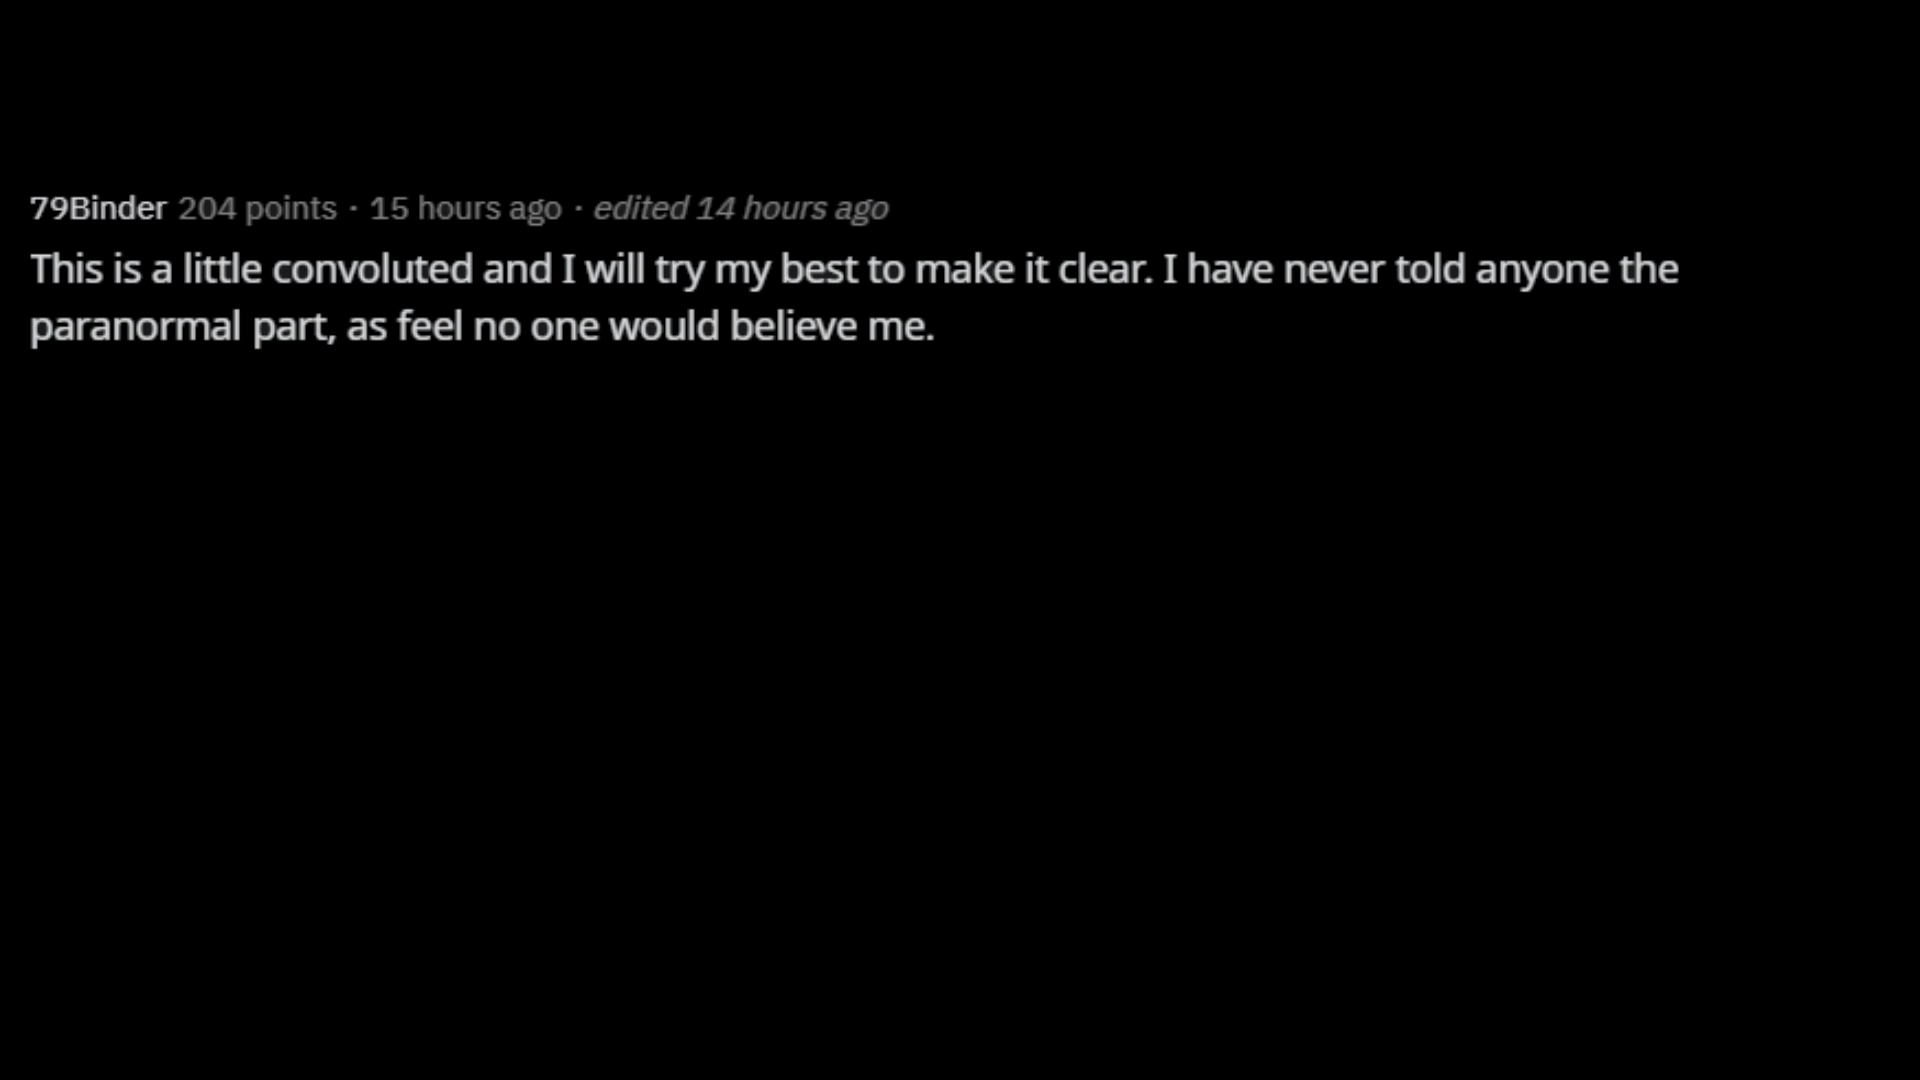 79Binder 204 points · 15 hours ago · edited 14 hours ago
This is a little convoluted and I will try my best to make it clear. I have never told anyone the
paranormal part, as feel no one would believe me.